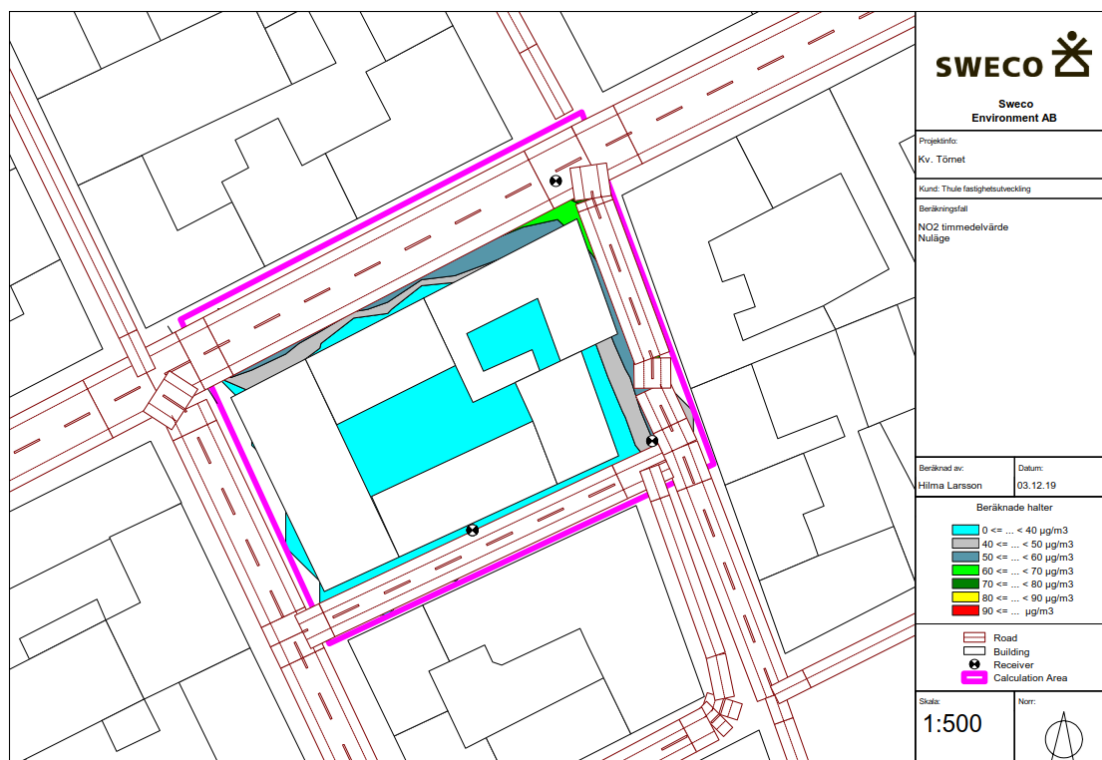 SWECO
Sweco
Environment AB
Projektinfo:
Kv. Törnet
Kund: Thule fastighetsutveckling
Beräkningsfall
NO2 timmedelvärde
Nuläge
Beräknad av:
Hilma Larsson
Datum:
03.12.19
Beräknade halter
0 <= ... < 40 µg/m3
40 <= ... < 50 µg/m3
50 <= ... < 60 µg/m3
60 <= ... < 70 µg/m3
70 <= ... < 80 µg/m3
80 <= ... < 90 µg/m3
90 <= ... µg/m3
Road
Building
Receiver
Calculation Area
Skala:
1:500
Norr: